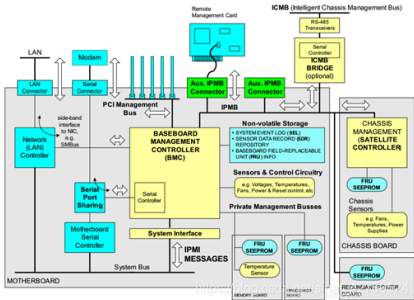 Remote
Management Card
ICMB (Intelligent Chassis Management Bus)
RS-485
Transceivers
Serial
Controller
ICMB
BRIDGE
(optional)
LAN
Modem
LAN
Connector
Serial
Connector
PCI Management
Bus
Aux. IPMB
Connector
Aux. IPMB
Connector
IPMB
side-band
interface
to NIC,
e.g.
SMBus
Network
(LAN)
Controller
BASEBOARD
MANAGEMENT
CONTROLLER
(BMC)
Non-volatile Storage
• SYSTEM EVENT LOG (SEL)
• SENSOR DATA RECORD (SDR)
REPOSITORY
• BASEBOARD FIELD-REPLACEABLE
UNIT (FRU) INFO
CHASSIS
MANAGEMENT
(SATELLITE
CONTROLLER)
Sensors & Control Circuitry
e.g. Voltages, Temperatures,
Fans, Power & Reset control, etc.
FRU
SEEPROM
Chassis
Sensors
e.g. Fans,
Temperatures,
Power
Supplies
CHASSIS BOARD
Serial
Port
Sharing
Serial
Controller
Private Management Busses
Motherboard
Serial
Controller
System Interface
IPMI
MESSAGES
System Bus
MOTHERBOARD
FRU
SEEPROM
Temperature
Sensor
MEMORY BOARD
FRU
SEEPROM
FRU
SEEPROM
REDUNDANT POWER
BOARD